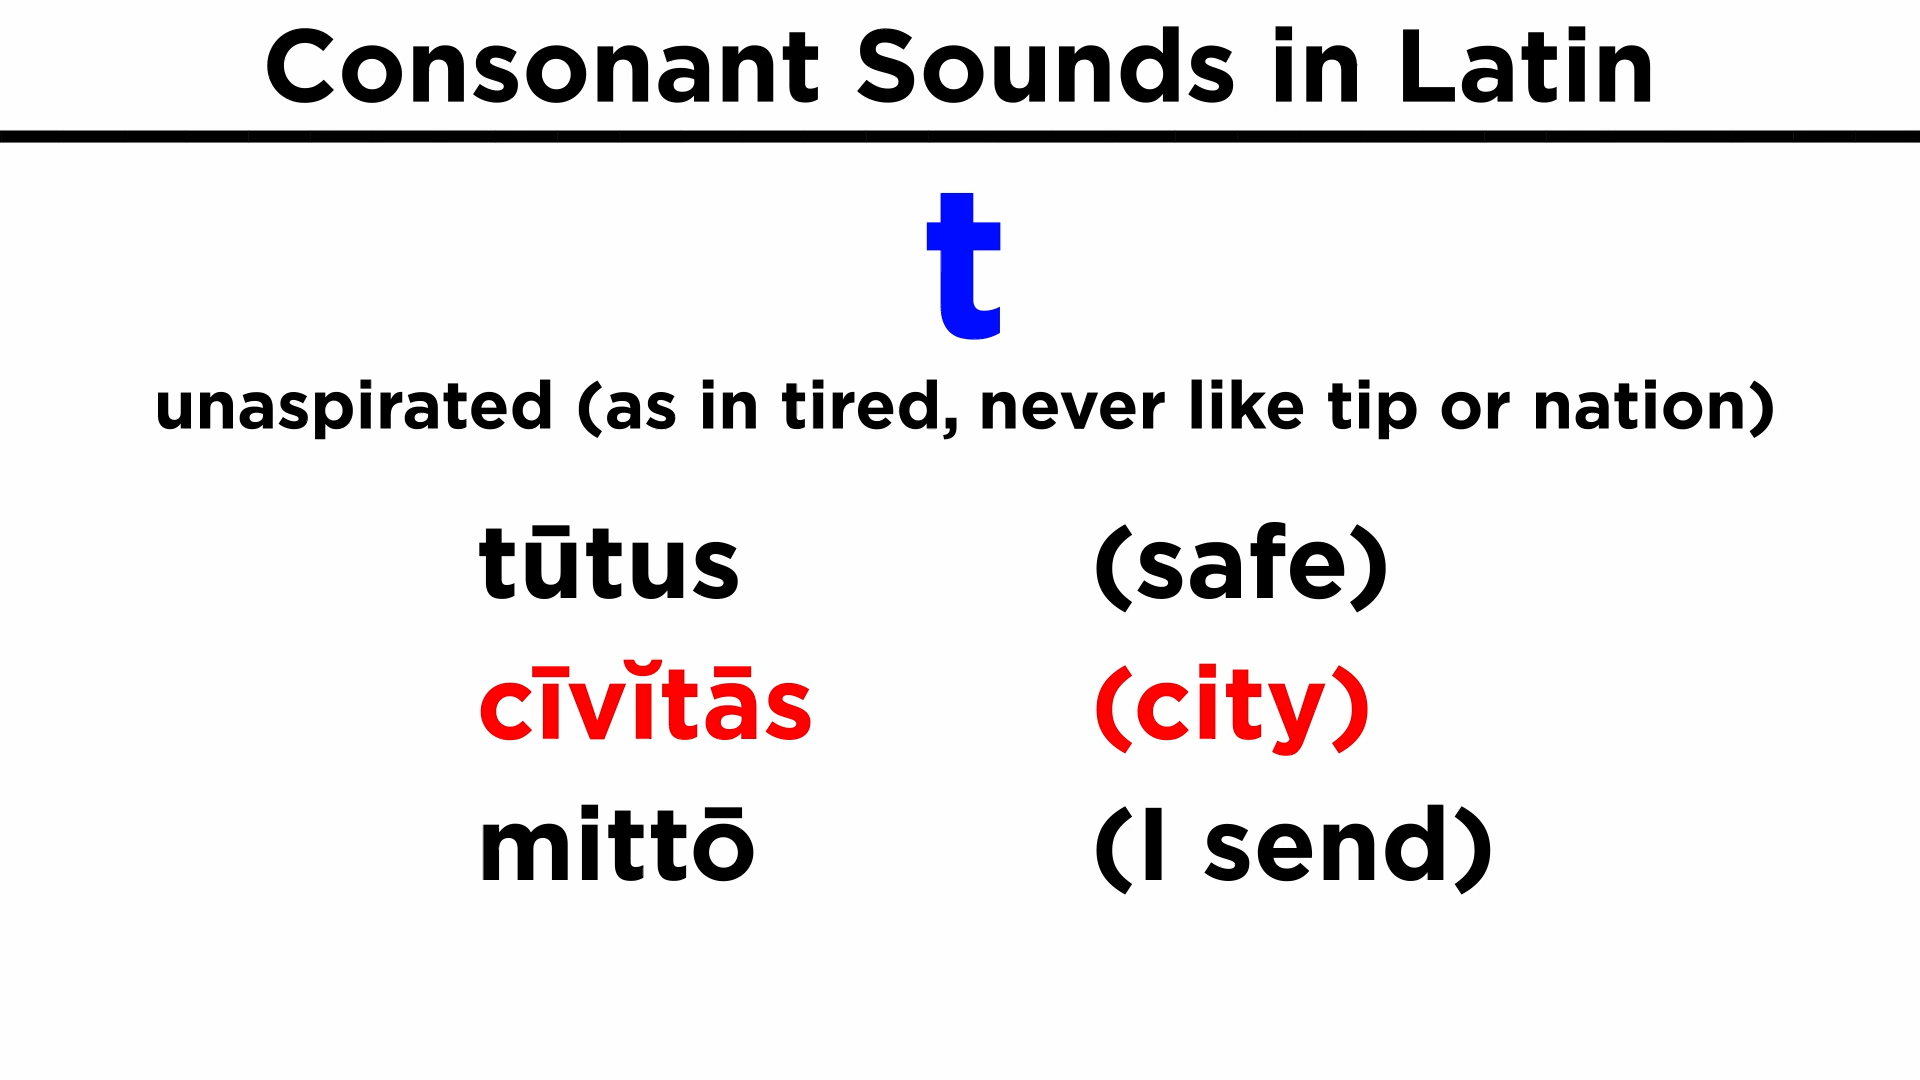 Consonant Sounds in Latin
t
unaspirated (as in tired, never like tip or nation)
tūtus (safe)
cīvĭtās (city)
mittō (I send)